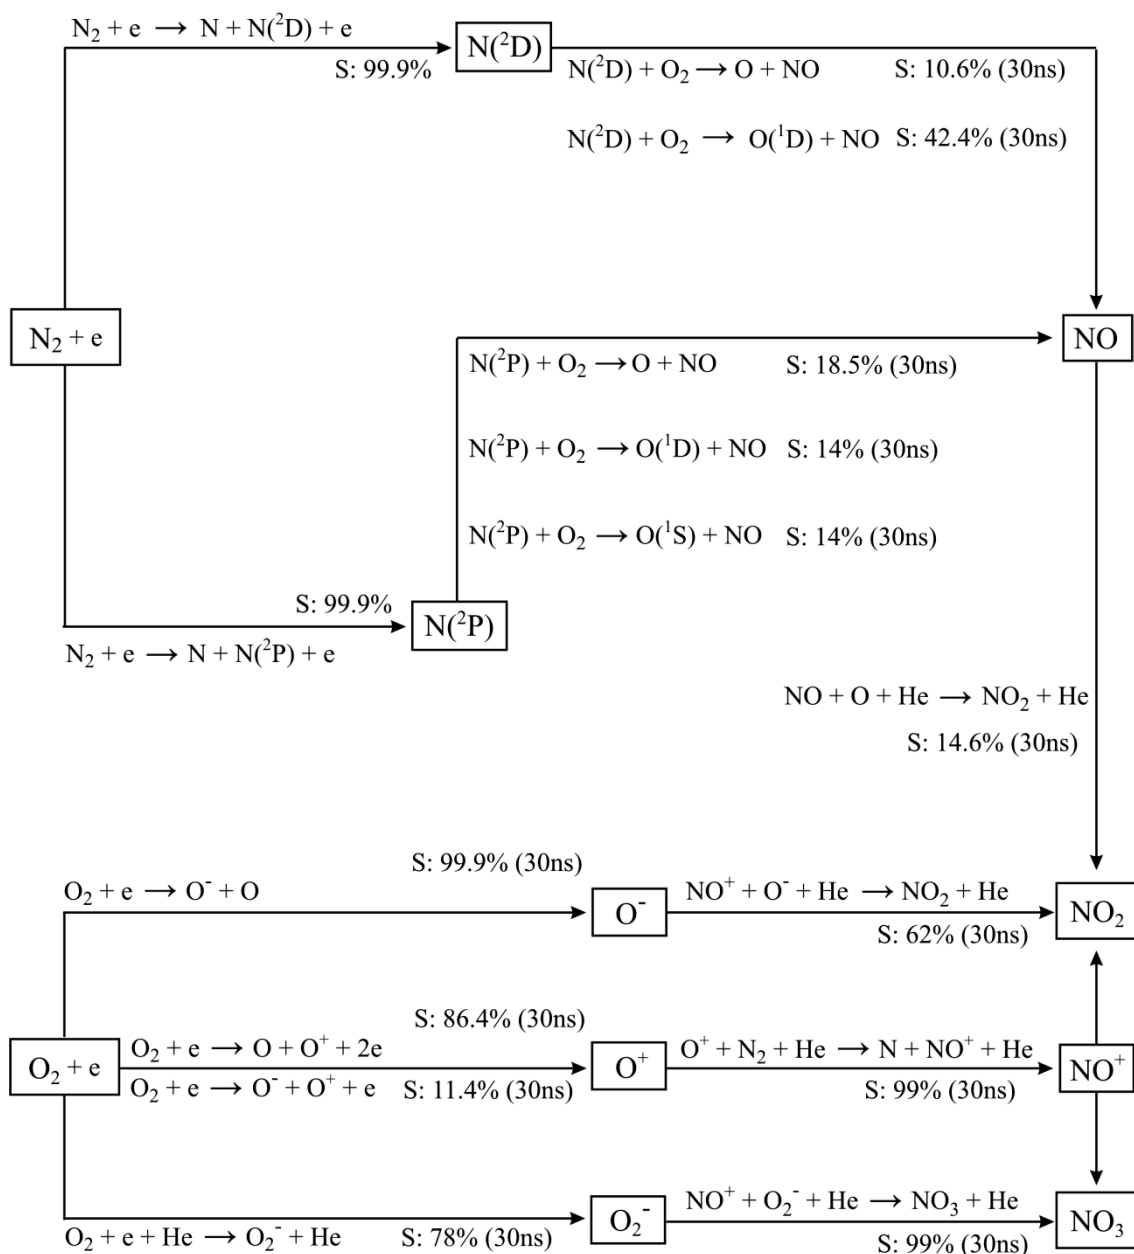 N₂ + e → N + N(²D) + e
S: 99.9%
N(²D)
N(²D) + O₂ → O + NO S: 10.6% (30ns)
N(²D) + O₂ → O(¹D) + NO S: 42.4% (30ns)
N₂ + e
NO
N(²P) + O₂ → O + NO S: 18.5% (30ns)
N(²P) + O₂ → O(¹D) + NO S: 14% (30ns)
N(²P) + O₂ → O(¹S) + NO S: 14% (30ns)
S: 99.9%
N(²P)
N₂ + e → N + N(²P) + e
NO + O + He → NO₂ + He
S: 14.6% (30ns)
S: 99.9% (30ns)
O₂ + e → O⁻ + O
O⁻
NO⁺ + O⁻ + He → NO₂ + He
S: 62% (30ns)
NO₂
S: 86.4% (30ns)
O₂ + e
O₂ + e → O + O⁺ + 2e
O₂ + e → O⁻ + O⁺ + e S: 11.4% (30ns)
O⁺
O⁺ + N₂ + He → N + NO⁺ + He
S: 99% (30ns)
NO⁺
O₂ + e + He → O₂⁻ + He S: 78% (30ns)
O₂⁻
NO⁺ + O₂⁻ + He → NO₃ + He
S: 99% (30ns)
NO₃